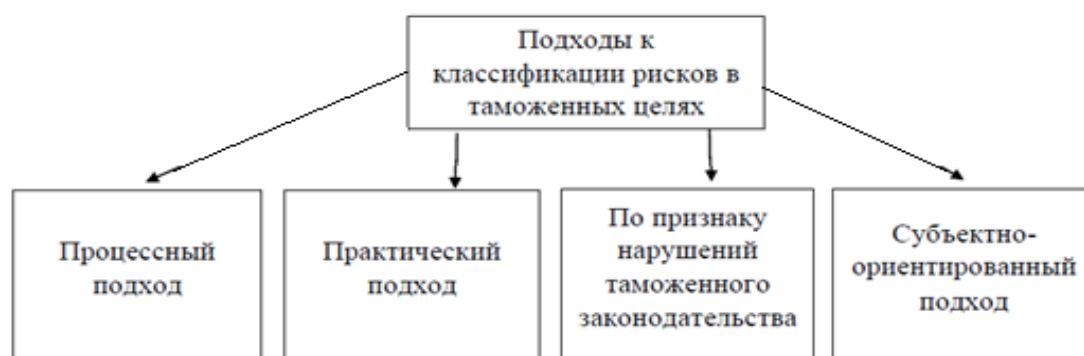 Подходы к
классификации рисков в
таможенных целях
Процессный
подход
Практический
подход
По признаку
нарушений
таможенного
законодательства
Субъектно-
ориентированный
подход